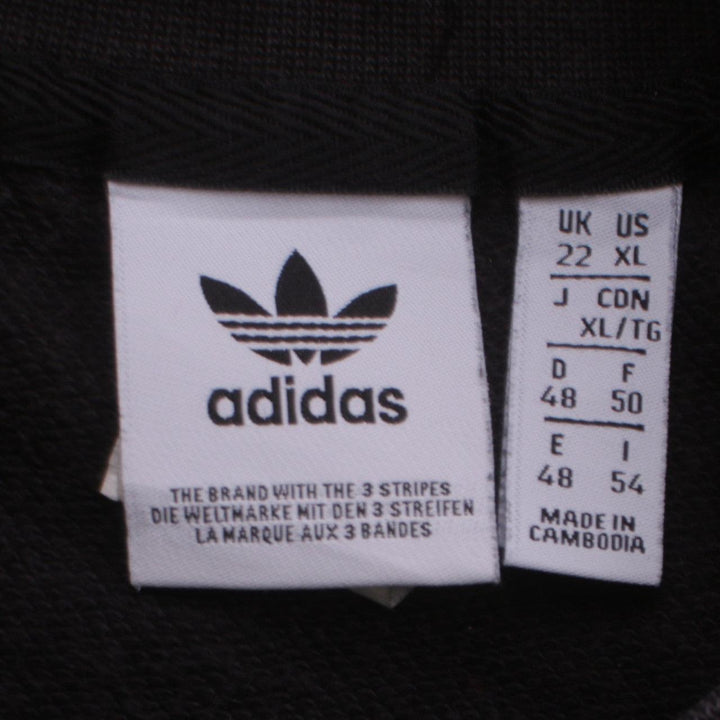 adidas
THE BRAND WITH THE 3 STRIPES
DIE WELTMARKE MIT DEN 3 STREIFEN
LA MARQUE AUX 3 BANDES
UK US
22 XL
J CDN
XL/TG
D F
48 50
E I
48 54
MADE IN
CAMBODIA